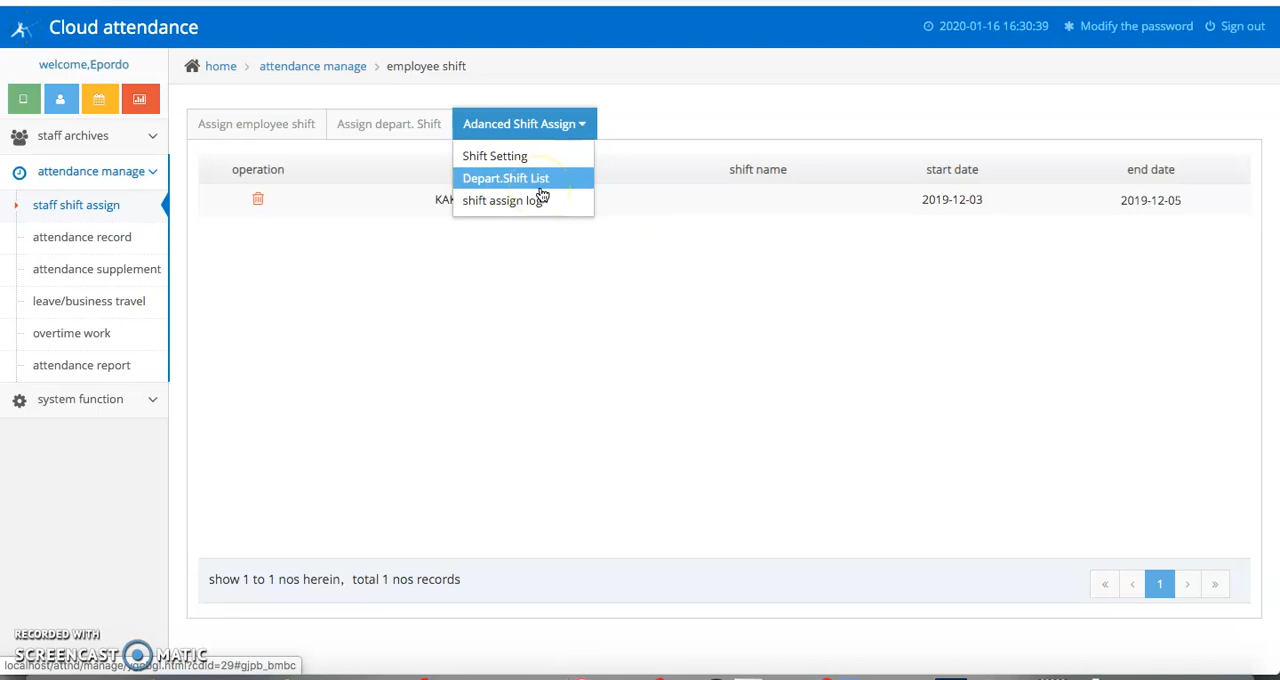 Cloud attendance
2020-01-16 16:30:39 Modify the password Sign out
welcome,Epordo
home > attendance manage > employee shift
staff archives
attendance manage
staff shift assign
attendance record
attendance supplement
leave/business travel
overtime work
attendance report
system function
Assign employee shift Assign depart. Shift Adanced Shift Assign
Shift Setting
Depart.Shift List
shift assign log
operation shift name start date end date
KAK 2019-12-03 2019-12-05
show 1 to 1 nos herein, total 1 nos records
« ‹ 1 › »
RECORDED WITH
SCREENCAST MATIC